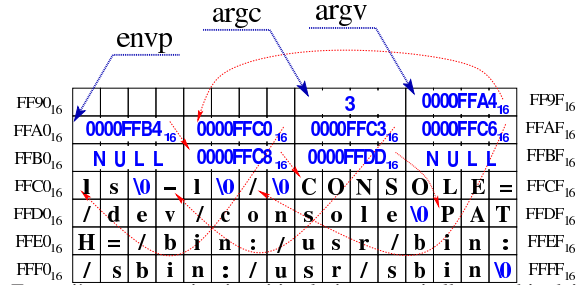 argc argv
envp
FF90₁₆ 3 0000FFA4₁₆ FF9F₁₆
FFA0₁₆ 0000FFB4₁₆ 0000FFC0₁₆ 0000FFC3₁₆ 0000FFC6₁₆ FFAF₁₆
FFB0₁₆ N U L L 0000FFC8₁₆ 0000FFDD₁₆ N U L L FFBF₁₆
FFC0₁₆ l s \0 - l \0 / \0 C O N S O L E = FFCF₁₆
FFD0₁₆ / d e v / c o n s o l e \0 P A T FFDF₁₆
FFE0₁₆ H = / b i n : / u s r / b i n : FFEF₁₆
FFF0₁₆ / s b i n : / u s r / s b i n \0 FFFF₁₆